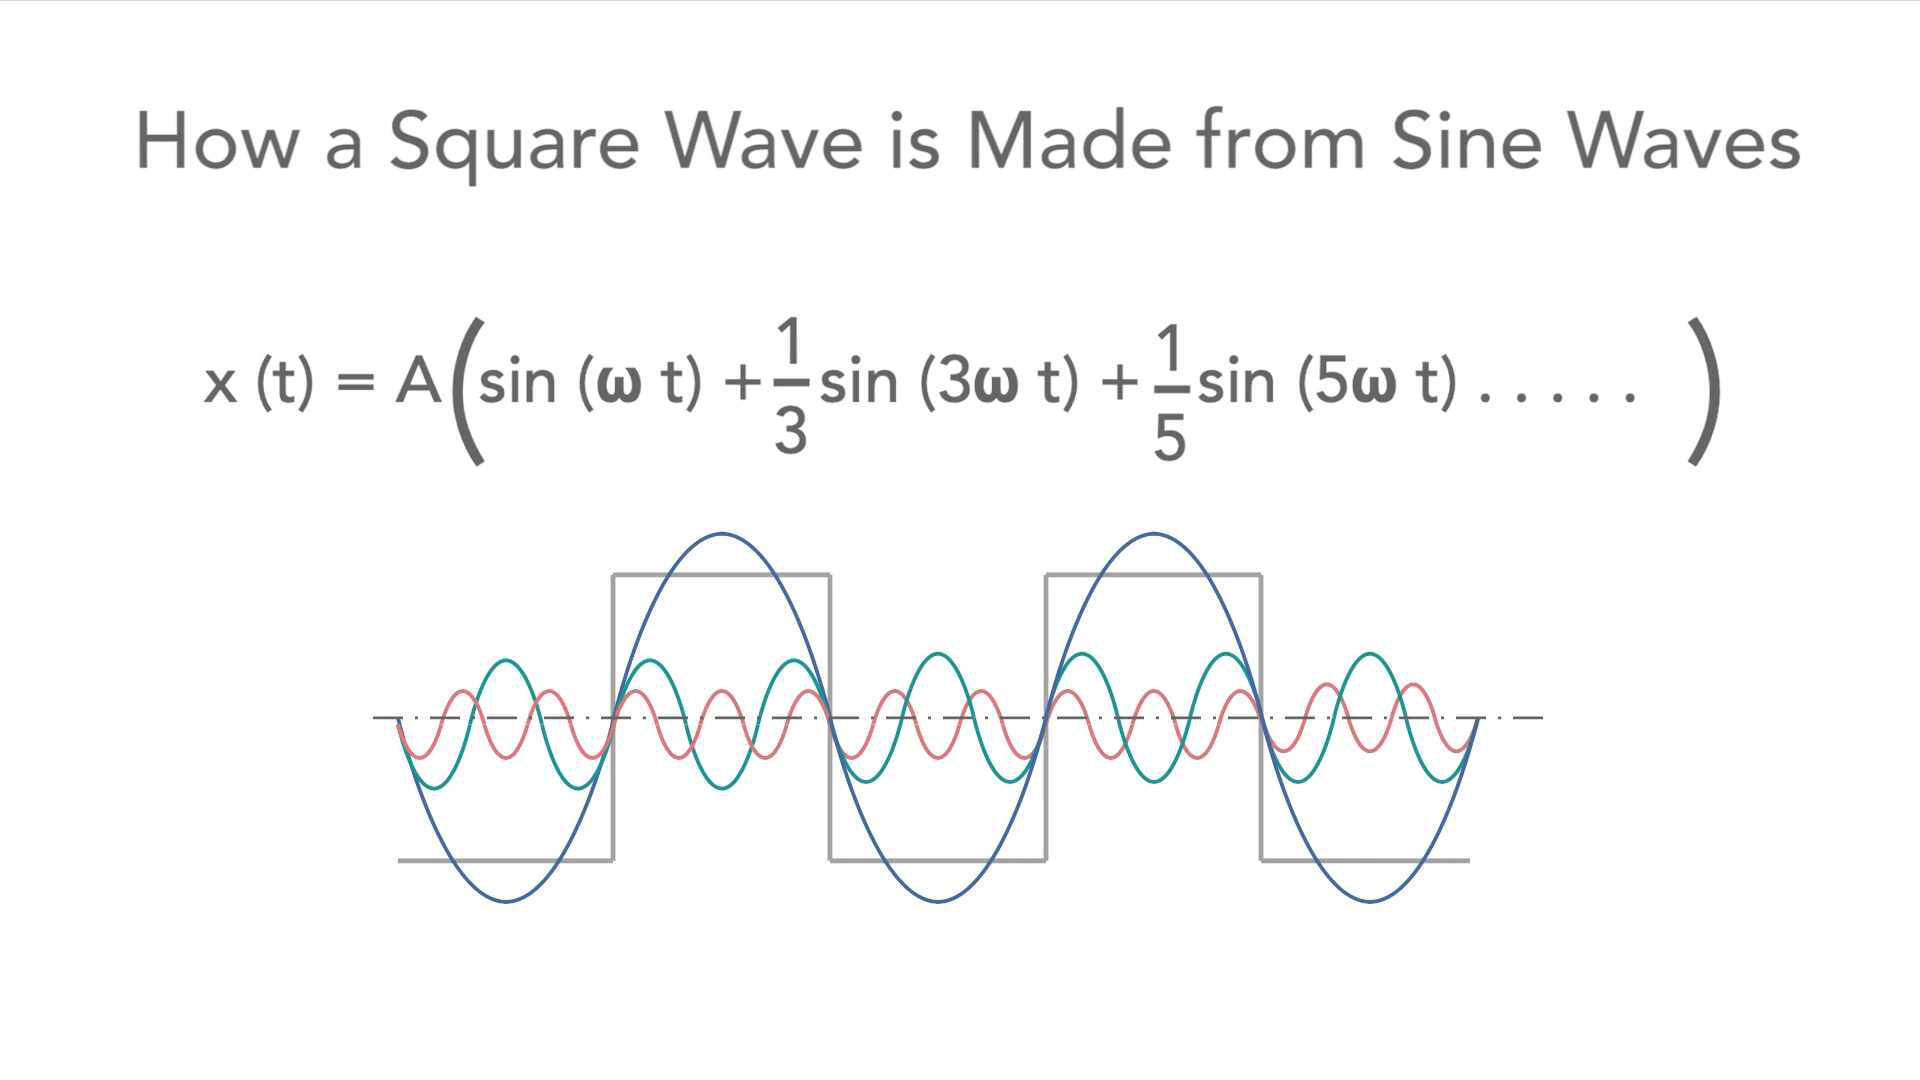 How a Square Wave is Made from Sine Waves
x (t) = A(sin (ω t) + 1/3 sin (3ω t) + 1/5 sin (5ω t) . . . . . )